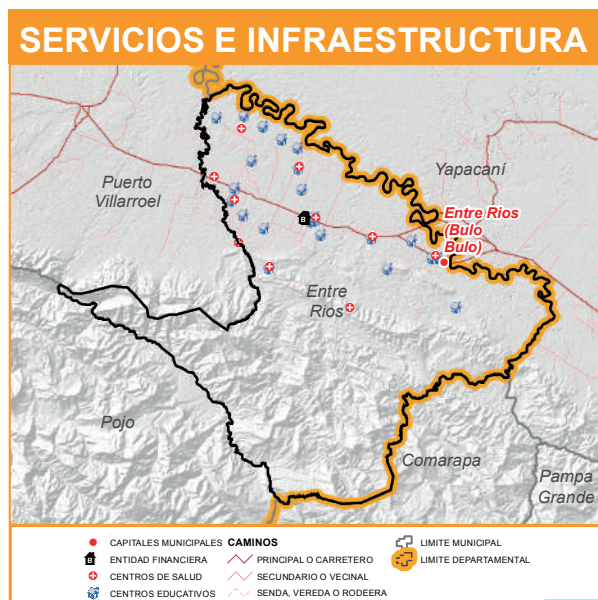 SERVICIOS E INFRAESTRUCTURA
Yapacaní
Puerto
Villarroel
Entre Rios
(Bulo
Bulo)
B
Entre
Rios
Pojo
Comarapa
Pampa
Grande
CAPITALES MUNICIPALES
B ENTIDAD FINANCIERA
CENTROS DE SALUD
CENTROS EDUCATIVOS
CAMINOS
PRINCIPAL O CARRETERO
SECUNDARIO O VECINAL
SENDA, VEREDA O RODEERA
LIMITE MUNICIPAL
LIMITE DEPARTAMENTAL